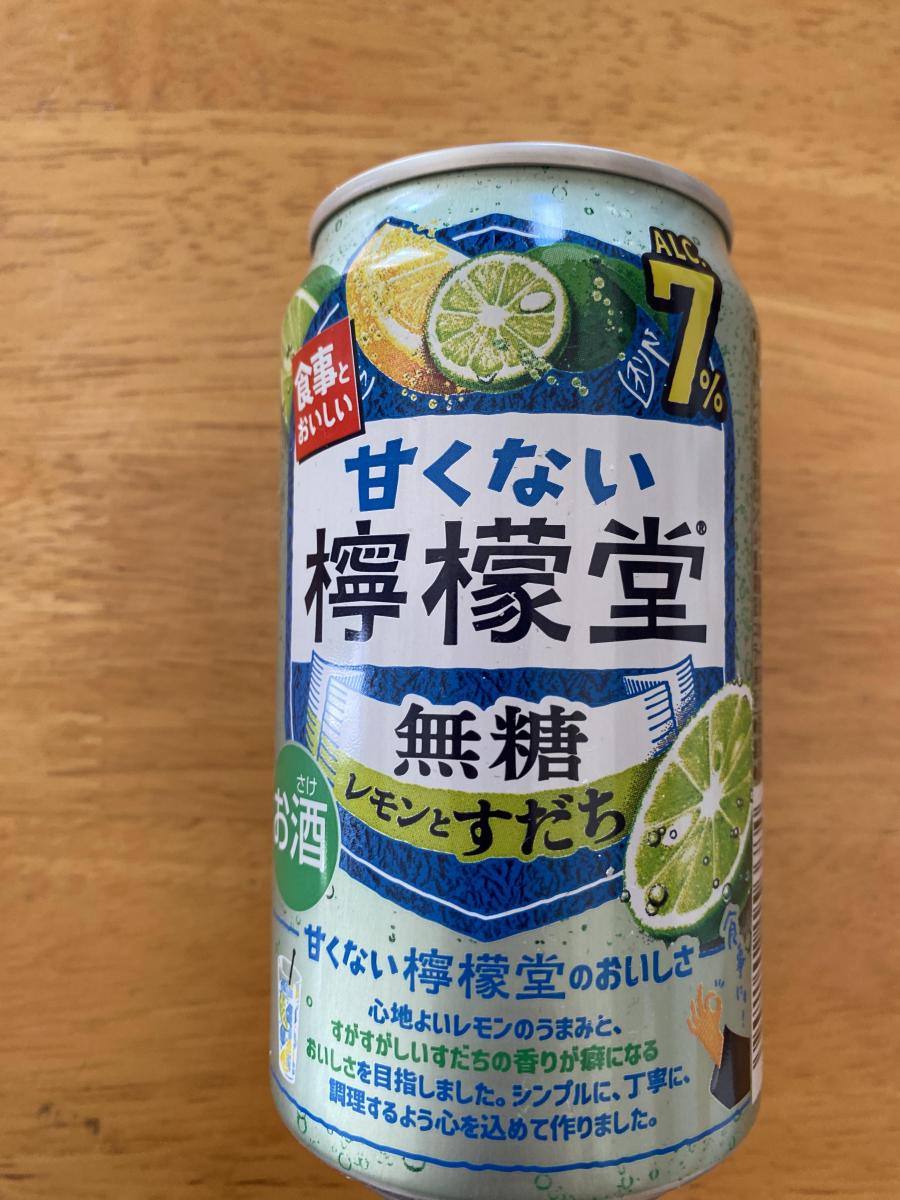 ALC.
7%
食事と
おいしい
甘くない
檸檬堂®
無糖
レモンとすだち
さけ
お酒
甘くない檸檬堂のおいしさ
食事に
心地よいレモンのうまみと、
すがすがしいすだちの香りが癖になる
おいしさを目指しました。シンプルに、丁寧に、
調理するよう心を込めて作りました。